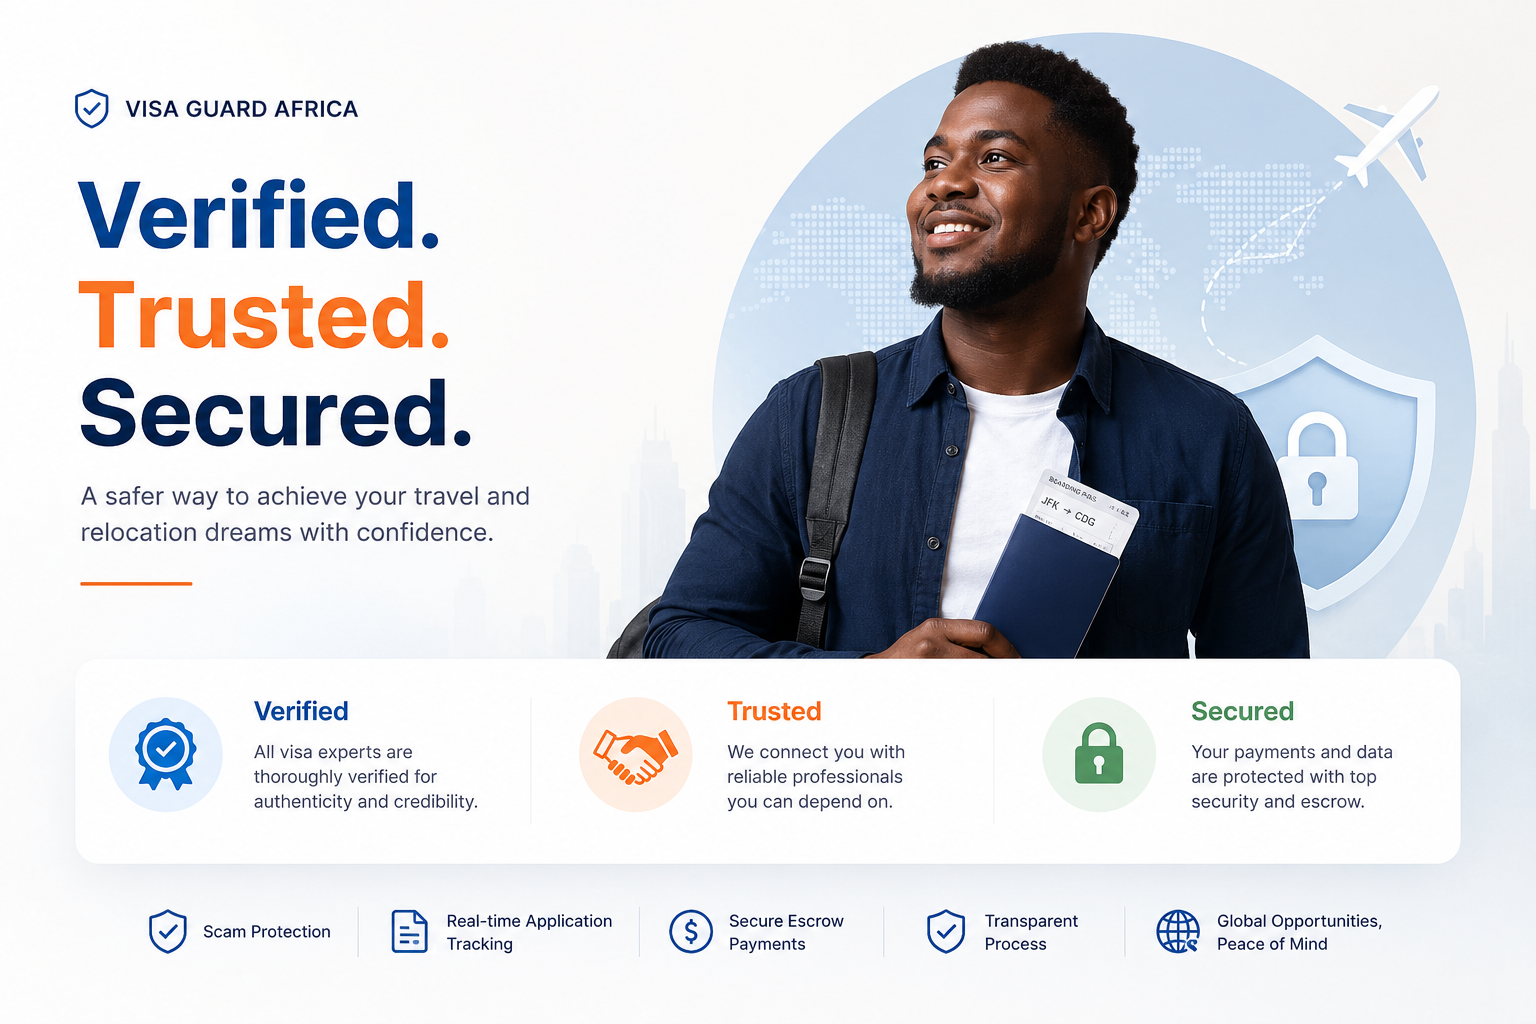 VISA GUARD AFRICA
Verified.
Trusted.
Secured.
A safer way to achieve your travel and
relocation dreams with confidence.
JFK → CDG
Verified
All visa experts are
thoroughly verified for
authenticity and credibility.
Trusted
We connect you with
reliable professionals
you can depend on.
Secured
Your payments and data
are protected with top
security and escrow.
Scam Protection
Real-time Application
Tracking
Secure Escrow
Payments
Transparent
Process
Global Opportunities,
Peace of Mind